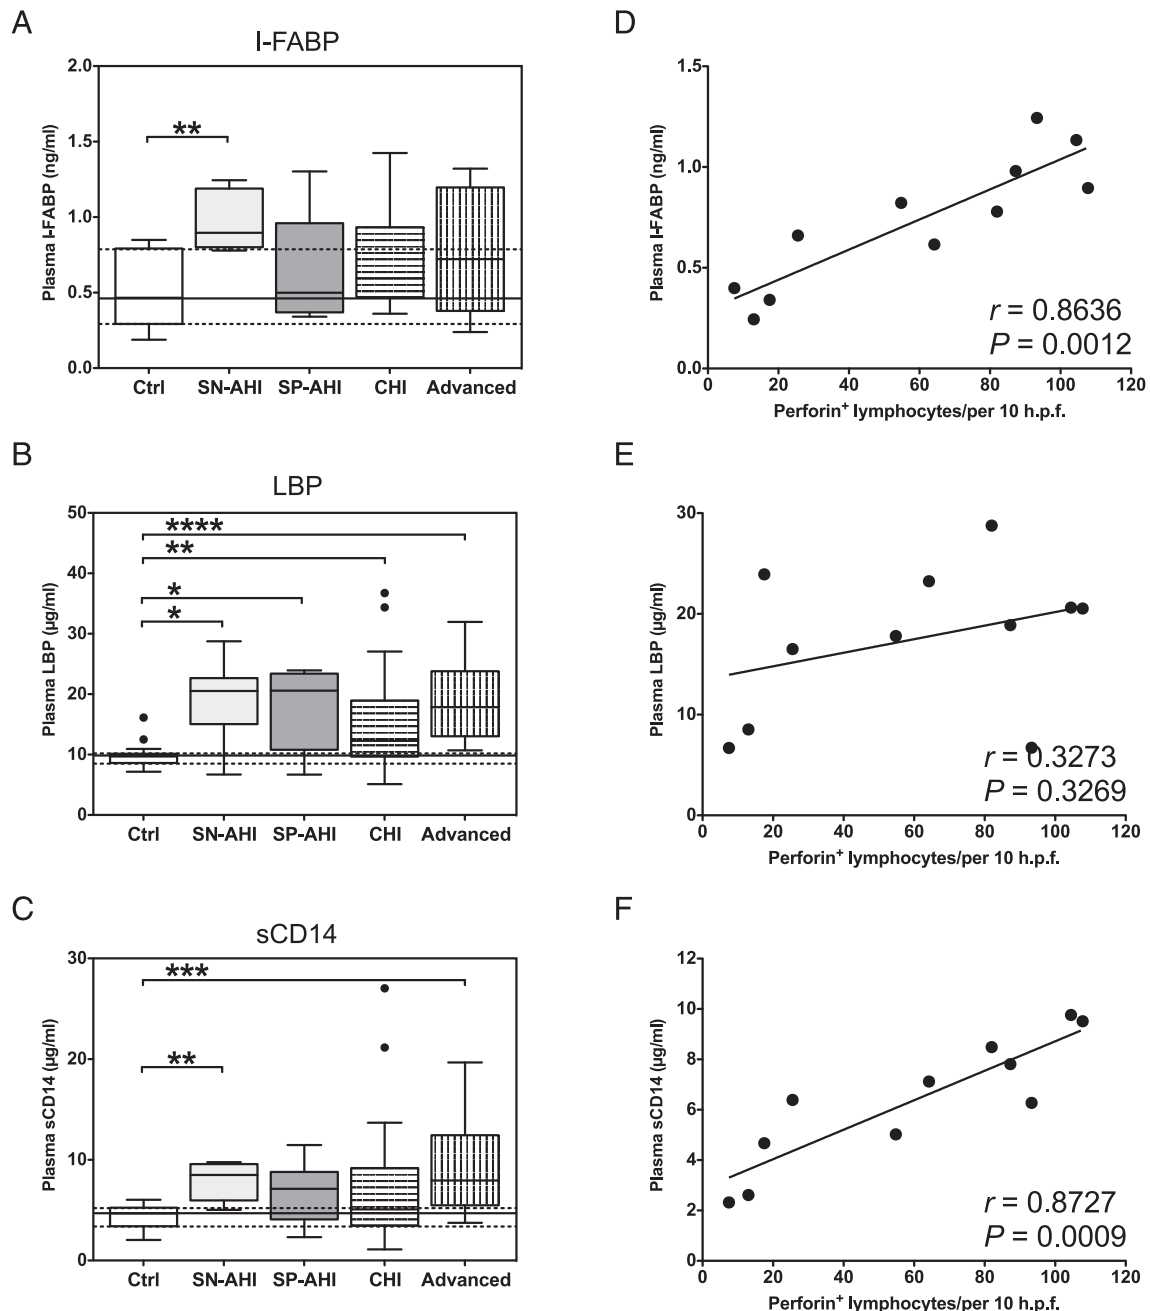 A
I-FABP
Plasma I-FABP (ng/ml)
2.0
1.5
1.0
0.5
0.0
**
Ctrl SN-AHI SP-AHI CHI Advanced
D
Plasma I-FABP (ng/ml)
1.5
1.0
0.5
0.0
r = 0.8636
P = 0.0012
0 20 40 60 80 100 120
Perforin⁺ lymphocytes/per 10 h.p.f.
B
LBP
Plasma LBP (µg/ml)
50
40
30
20
10
0
****
**
*
*
Ctrl SN-AHI SP-AHI CHI Advanced
E
Plasma LBP (µg/ml)
30
20
10
0
r = 0.3273
P = 0.3269
0 20 40 60 80 100 120
Perforin⁺ lymphocytes/per 10 h.p.f.
C
sCD14
Plasma sCD14 (µg/ml)
30
20
10
0
***
**
Ctrl SN-AHI SP-AHI CHI Advanced
F
Plasma sCD14 (µg/ml)
12
10
8
6
4
2
0
r = 0.8727
P = 0.0009
0 20 40 60 80 100 120
Perforin⁺ lymphocytes/per 10 h.p.f.